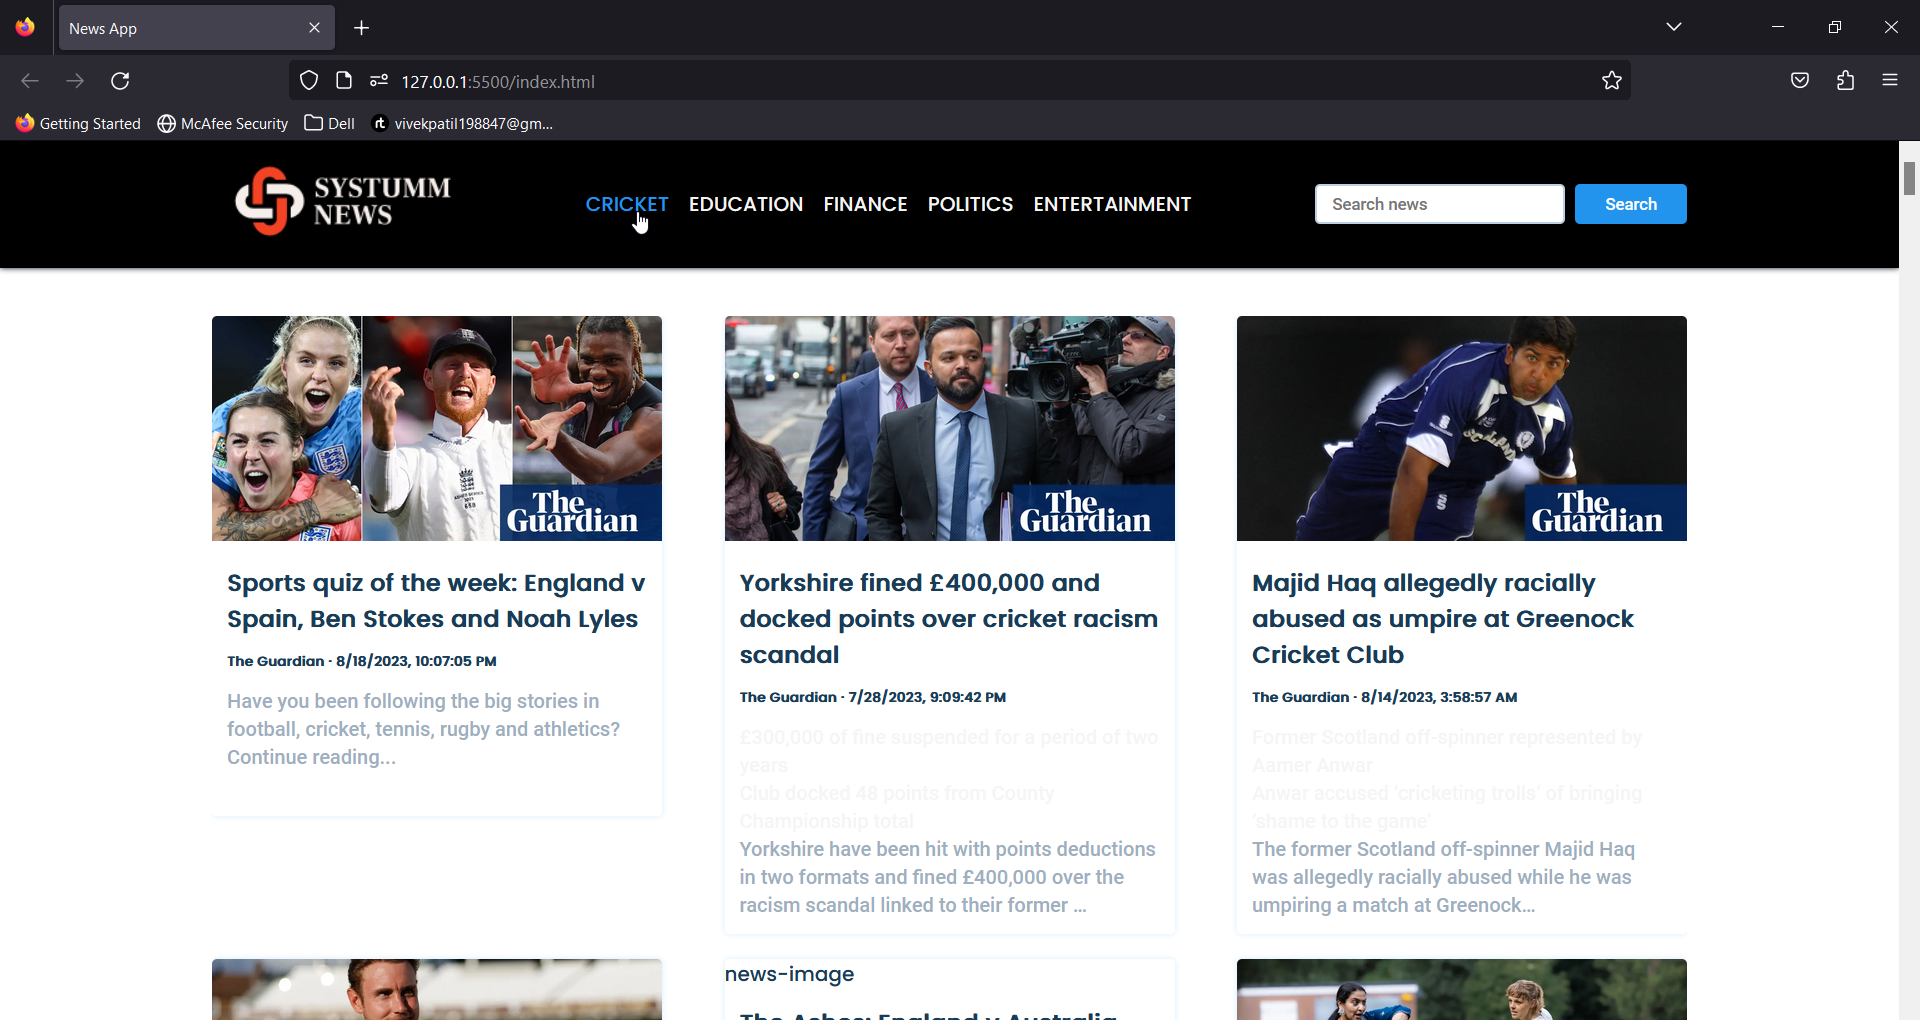 News App
127.0.0.1:5500/index.html
Getting Started
McAfee Security
Dell
rt vivekpatil198847@gm...
SYSTUMM
NEWS
CRICKET EDUCATION FINANCE POLITICS ENTERTAINMENT
Search news
Search
The
Guardian
Sports quiz of the week: England v
Spain, Ben Stokes and Noah Lyles
The Guardian · 8/18/2023, 10:07:05 PM
Have you been following the big stories in
football, cricket, tennis, rugby and athletics?
Continue reading...
The
Guardian
Yorkshire fined £400,000 and
docked points over cricket racism
scandal
The Guardian · 7/28/2023, 9:09:42 PM
£300,000 of fine suspended for a period of two
years
Club docked 48 points from County
Championship total
Yorkshire have been hit with points deductions
in two formats and fined £400,000 over the
racism scandal linked to their former ...
SCOTLAND
The
Guardian
Majid Haq allegedly racially
abused as umpire at Greenock
Cricket Club
The Guardian · 8/14/2023, 3:58:57 AM
Former Scotland off-spinner represented by
Aamer Anwar
Anwar accused ‘cricketing trolls’ of bringing
‘shame to the game’
The former Scotland off-spinner Majid Haq
was allegedly racially abused while he was
umpiring a match at Greenock...
news-image
The Ashes: England v Australia